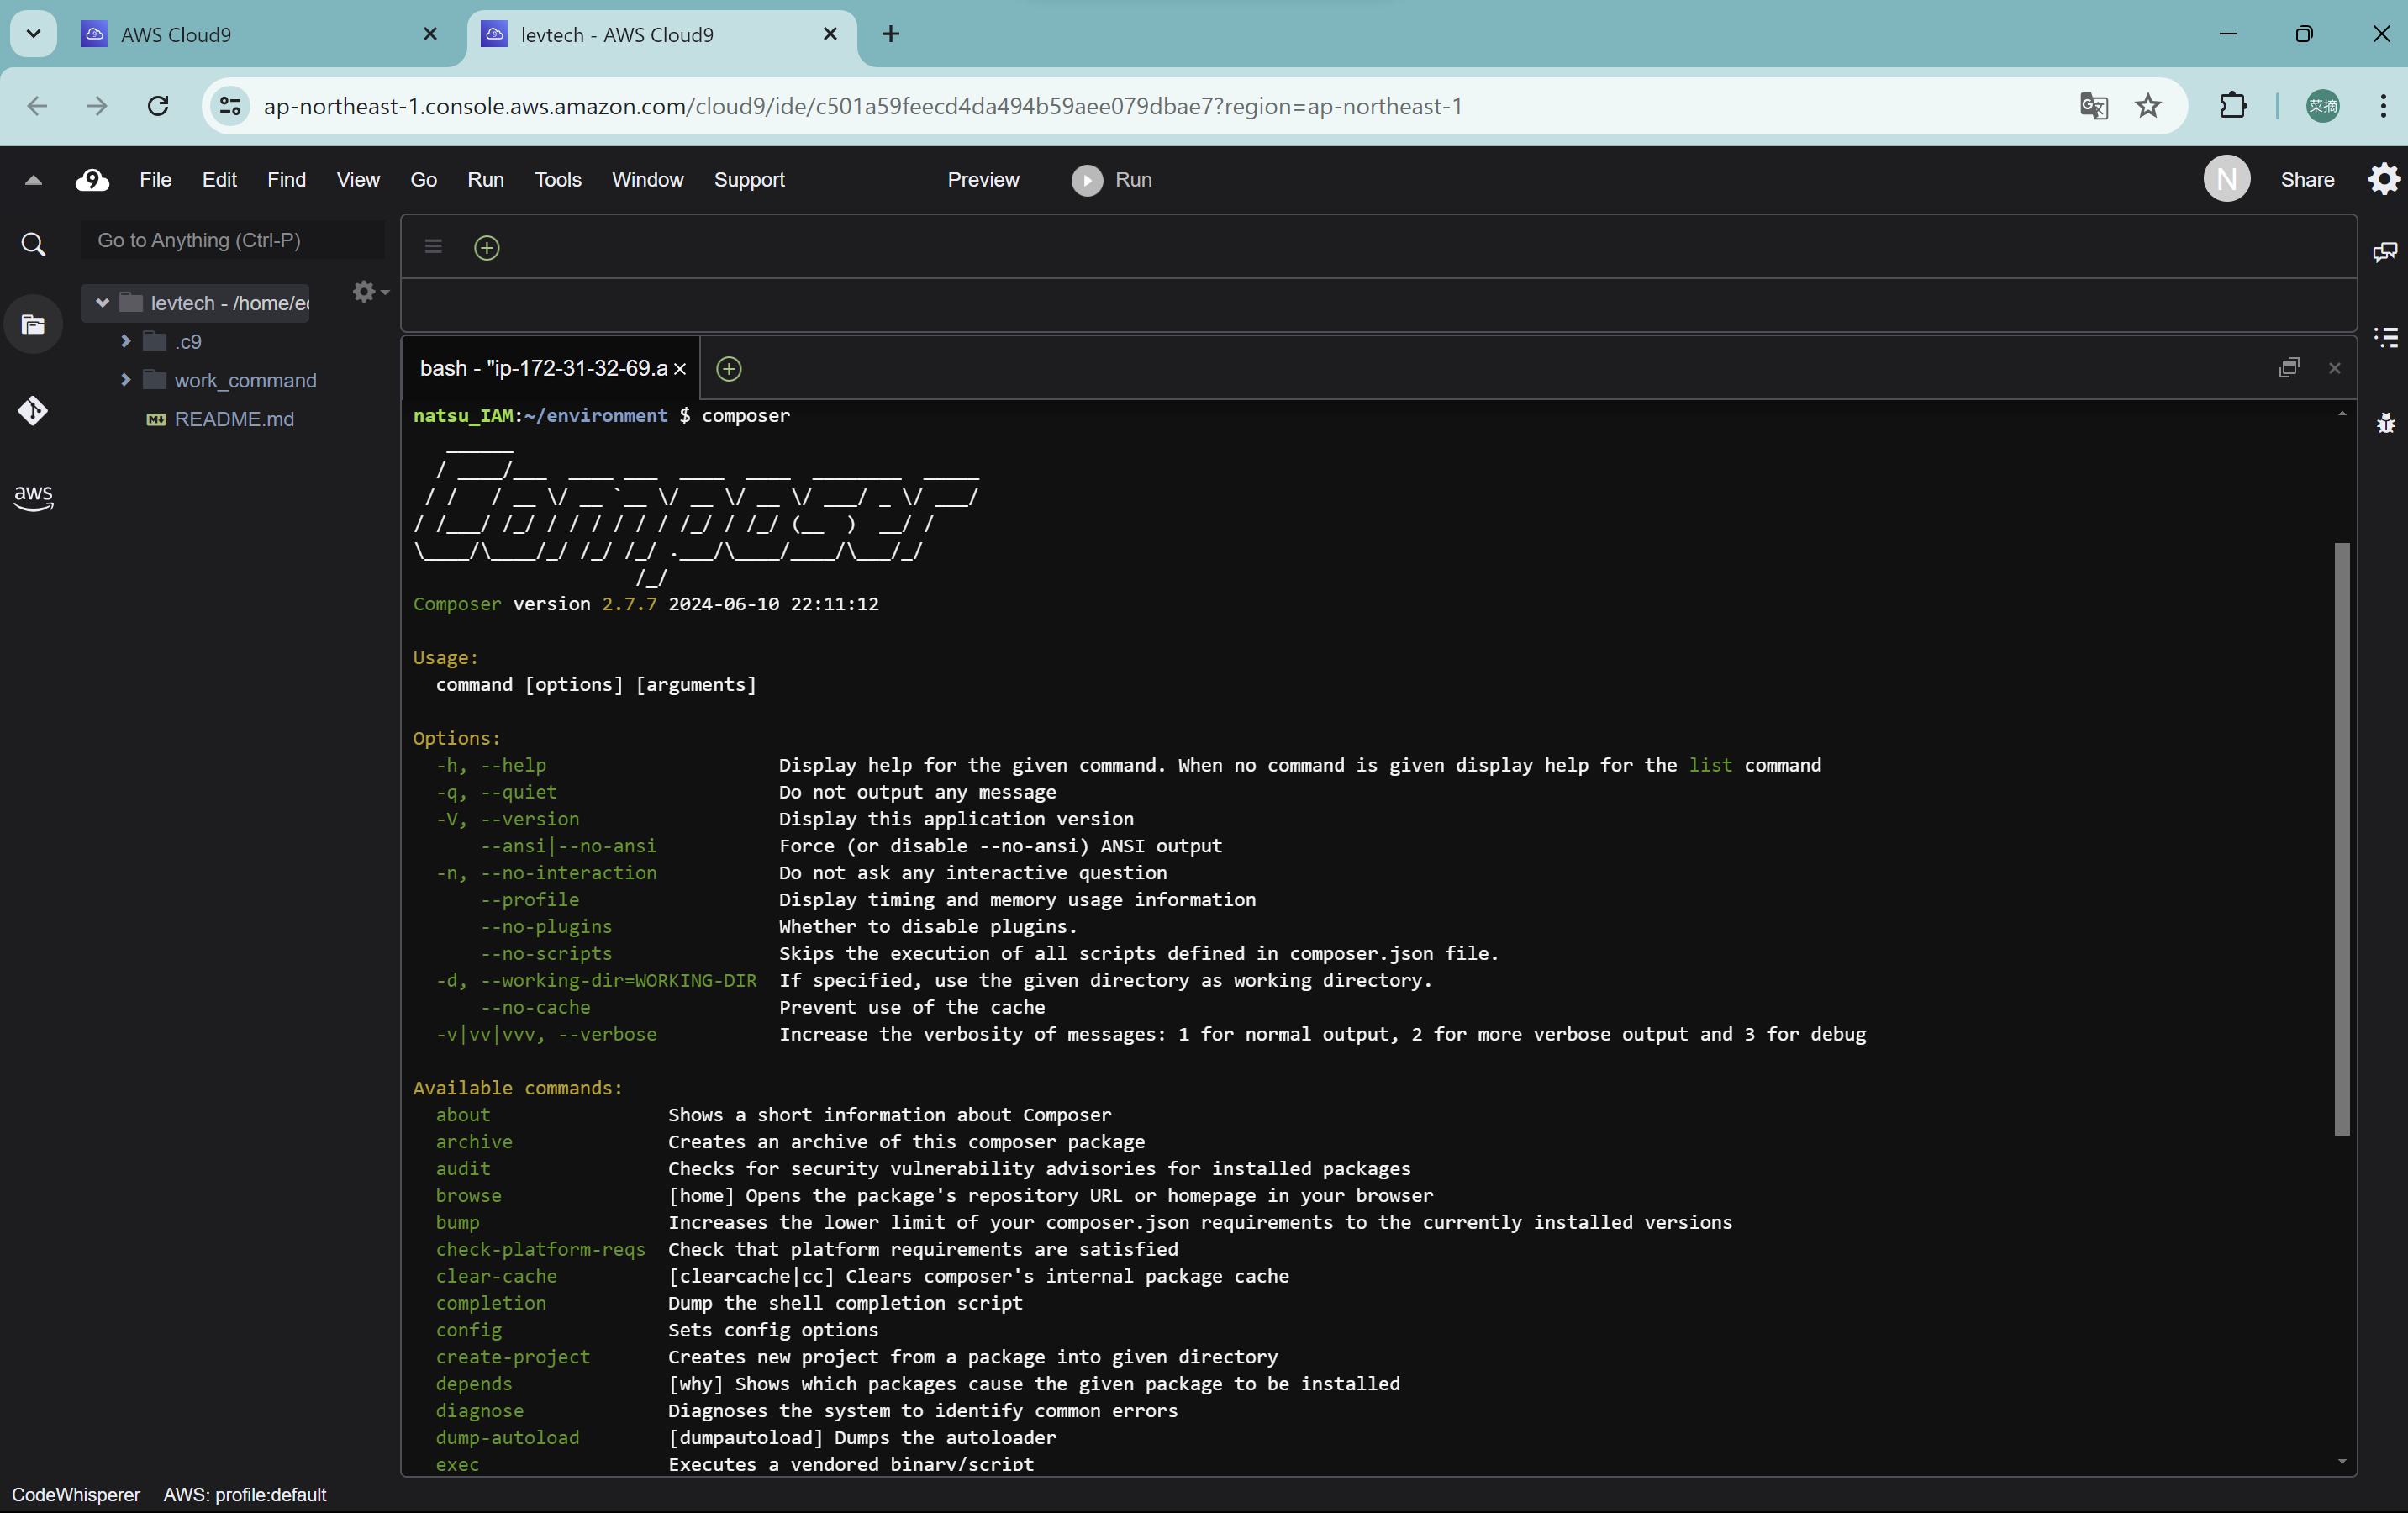 AWS Cloud9
levtech - AWS Cloud9
ap-northeast-1.console.aws.amazon.com/cloud9/ide/c501a59feecd4da494b59aee079dbae7?region=ap-northeast-1
菜摘
9 File Edit Find View Go Run Tools Window Support Preview Run N Share
Go to Anything (Ctrl-P)
levtech - /home/ec
.c9
work_command
README.md
aws
bash - "ip-172-31-32-69.a
natsu_IAM:~/environment $ composer
Composer
Composer version 2.7.7 2024-06-10 22:11:12
Usage:
command [options] [arguments]
Options:
-h, --help Display help for the given command. When no command is given display help for the list command
-q, --quiet Do not output any message
-V, --version Display this application version
--ansi|--no-ansi Force (or disable --no-ansi) ANSI output
-n, --no-interaction Do not ask any interactive question
--profile Display timing and memory usage information
--no-plugins Whether to disable plugins.
--no-scripts Skips the execution of all scripts defined in composer.json file.
-d, --working-dir=WORKING-DIR If specified, use the given directory as working directory.
--no-cache Prevent use of the cache
-v|vv|vvv, --verbose Increase the verbosity of messages: 1 for normal output, 2 for more verbose output and 3 for debug
Available commands:
about Shows a short information about Composer
archive Creates an archive of this composer package
audit Checks for security vulnerability advisories for installed packages
browse [home] Opens the package's repository URL or homepage in your browser
bump Increases the lower limit of your composer.json requirements to the currently installed versions
check-platform-reqs Check that platform requirements are satisfied
clear-cache [clearcache|cc] Clears composer's internal package cache
completion Dump the shell completion script
config Sets config options
create-project Creates new project from a package into given directory
depends [why] Shows which packages cause the given package to be installed
diagnose Diagnoses the system to identify common errors
dump-autoload [dumpautoload] Dumps the autoloader
exec Executes a vendored binary/script
CodeWhisperer AWS: profile:default